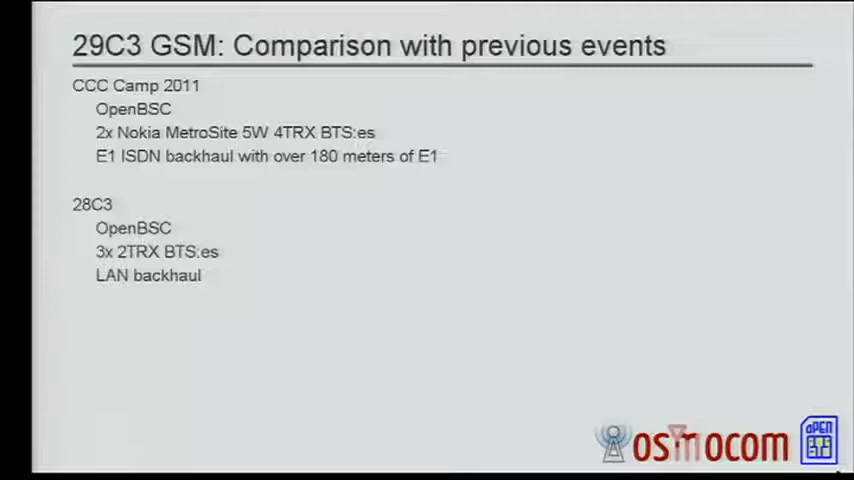 29C3 GSM: Comparison with previous events
CCC Camp 2011
OpenBSC
2x Nokia MetroSite 5W 4TRX BTS:es
E1 ISDN backhaul with over 180 meters of E1
28C3
OpenBSC
3x 2TRX BTS:es
LAN backhaul
osmocom
OPEN